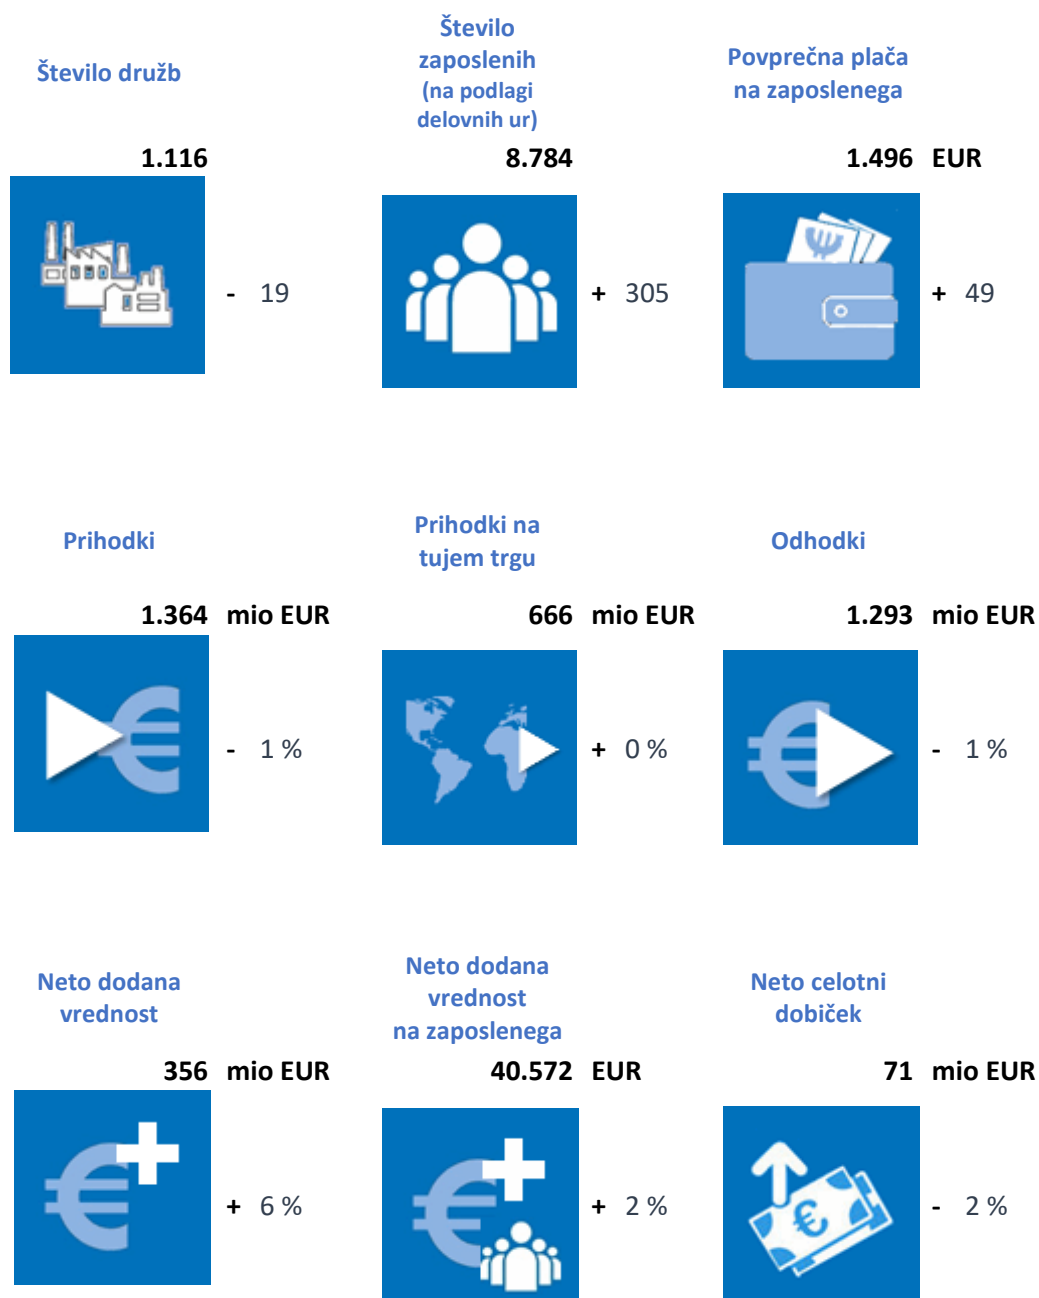 Število družb
Število
zaposlenih
(na podlagi
delovnih ur)
Povprečna plača
na zaposlenega
1.116
8.784
1.496 EUR
- 19
+ 305
+ 49
Prihodki
Prihodki na
tujem trgu
Odhodki
1.364 mio EUR
666 mio EUR
1.293 mio EUR
- 1 %
+ 0 %
- 1 %
Neto dodana
vrednost
Neto dodana
vrednost
na zaposlenega
Neto celotni
dobiček
356 mio EUR
40.572 EUR
71 mio EUR
+ 6 %
+ 2 %
- 2 %